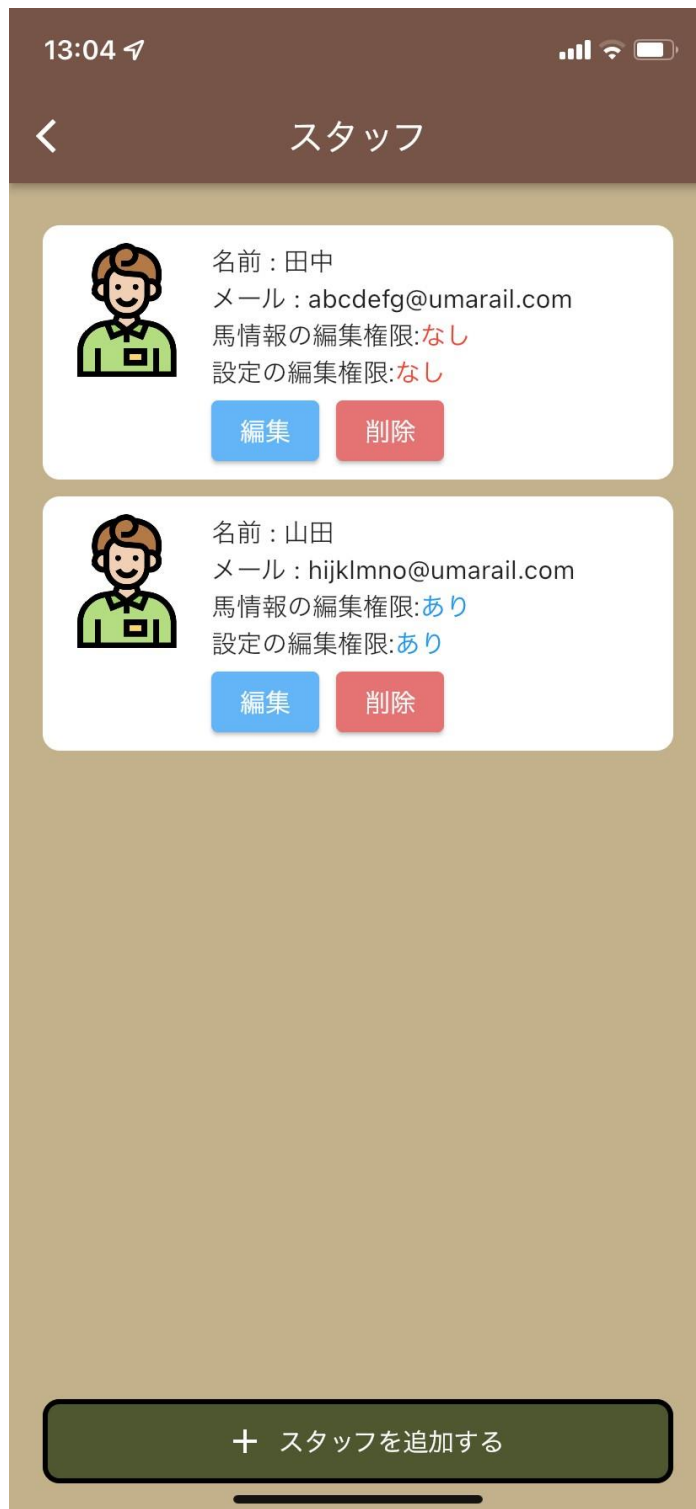 13:04
スタッフ
名前 : 田中
メール : abcdefg@umarail.com
馬情報の編集権限:なし
設定の編集権限:なし
編集 削除
名前 : 山田
メール : hijklmno@umarail.com
馬情報の編集権限:あり
設定の編集権限:あり
編集 削除
+ スタッフを追加する